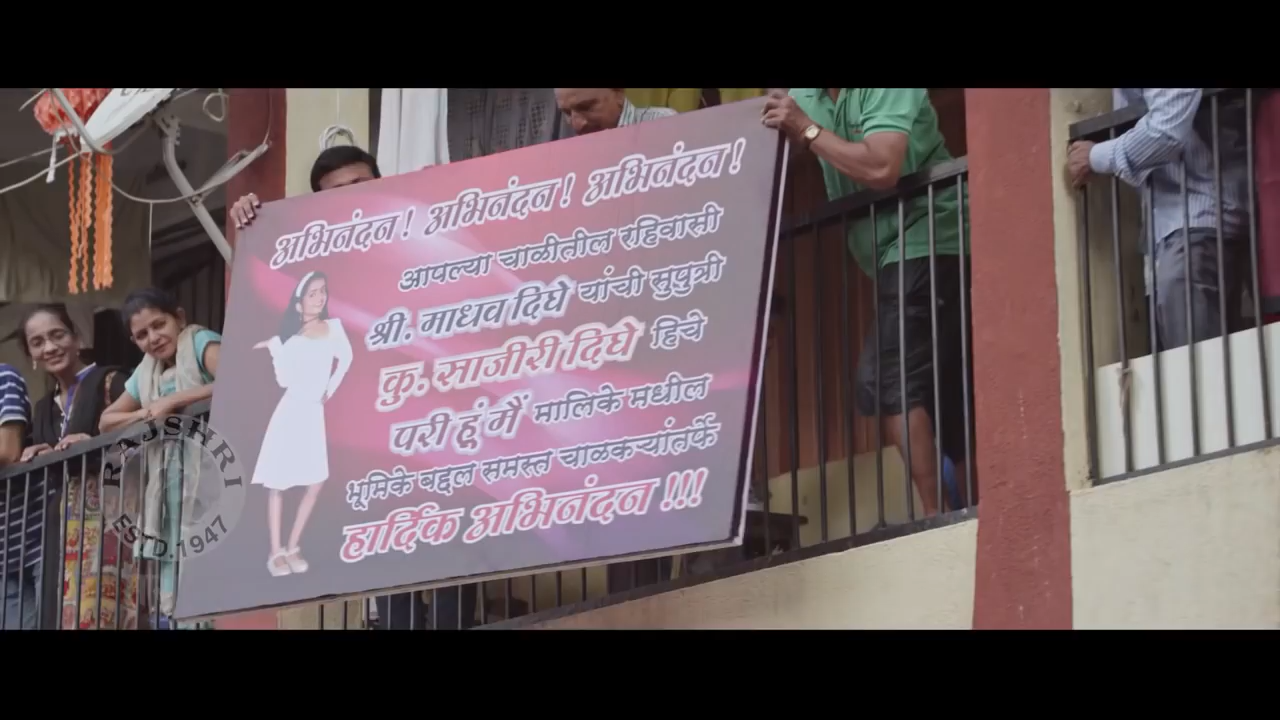 अभिनंदन! अभिनंदन! अभिनंदन!
आपल्या चाळीतील रहिवासी
श्री. माधव दिघे यांची सुपुत्री
कु. साजीरी दिघे हिचे
परी हूं मैं मालिके मधील
भूमिके बद्दल समस्त चाळकऱ्यांतर्फे
हार्दिक अभिनंदन !!!
RAJSHRI
ESTD.1947